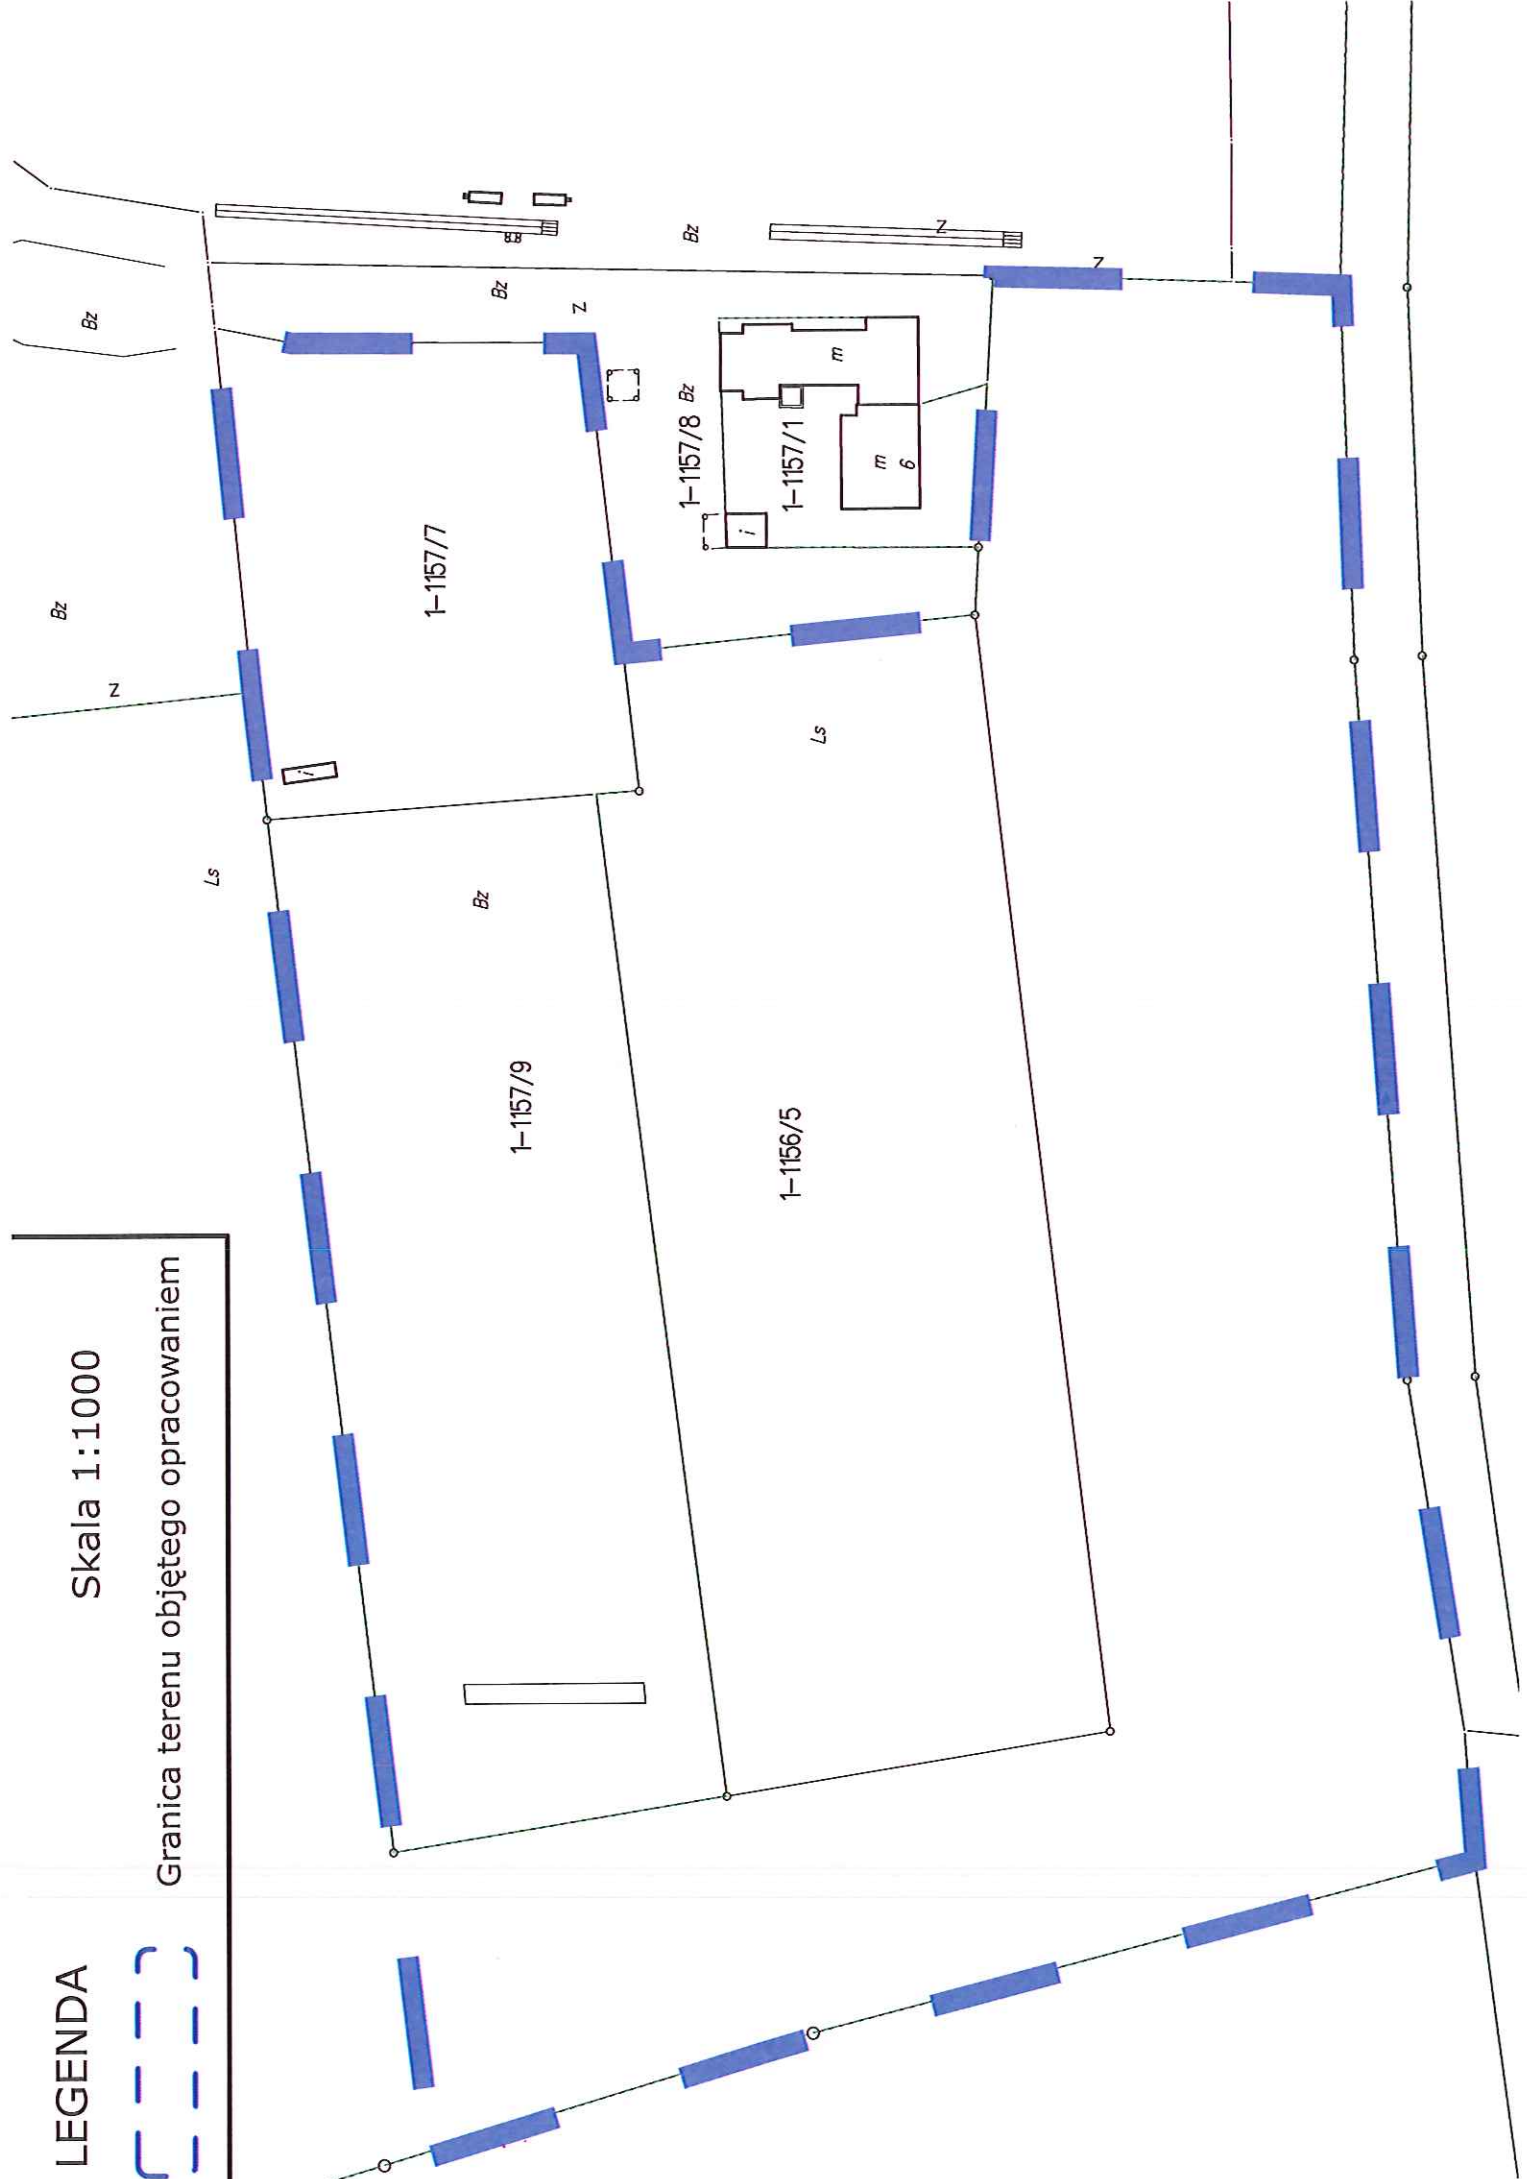 LEGENDA
Skala 1:1000
Granica terenu objętego opracowaniem
Bz
Bz
Z
Ls
Bz
Z
Bz
Z
Z
1-1157/7
i
1-1157/8
Bz
1-1157/1
m
m
6
i
Ls
Bz
1-1157/9
1-1156/5